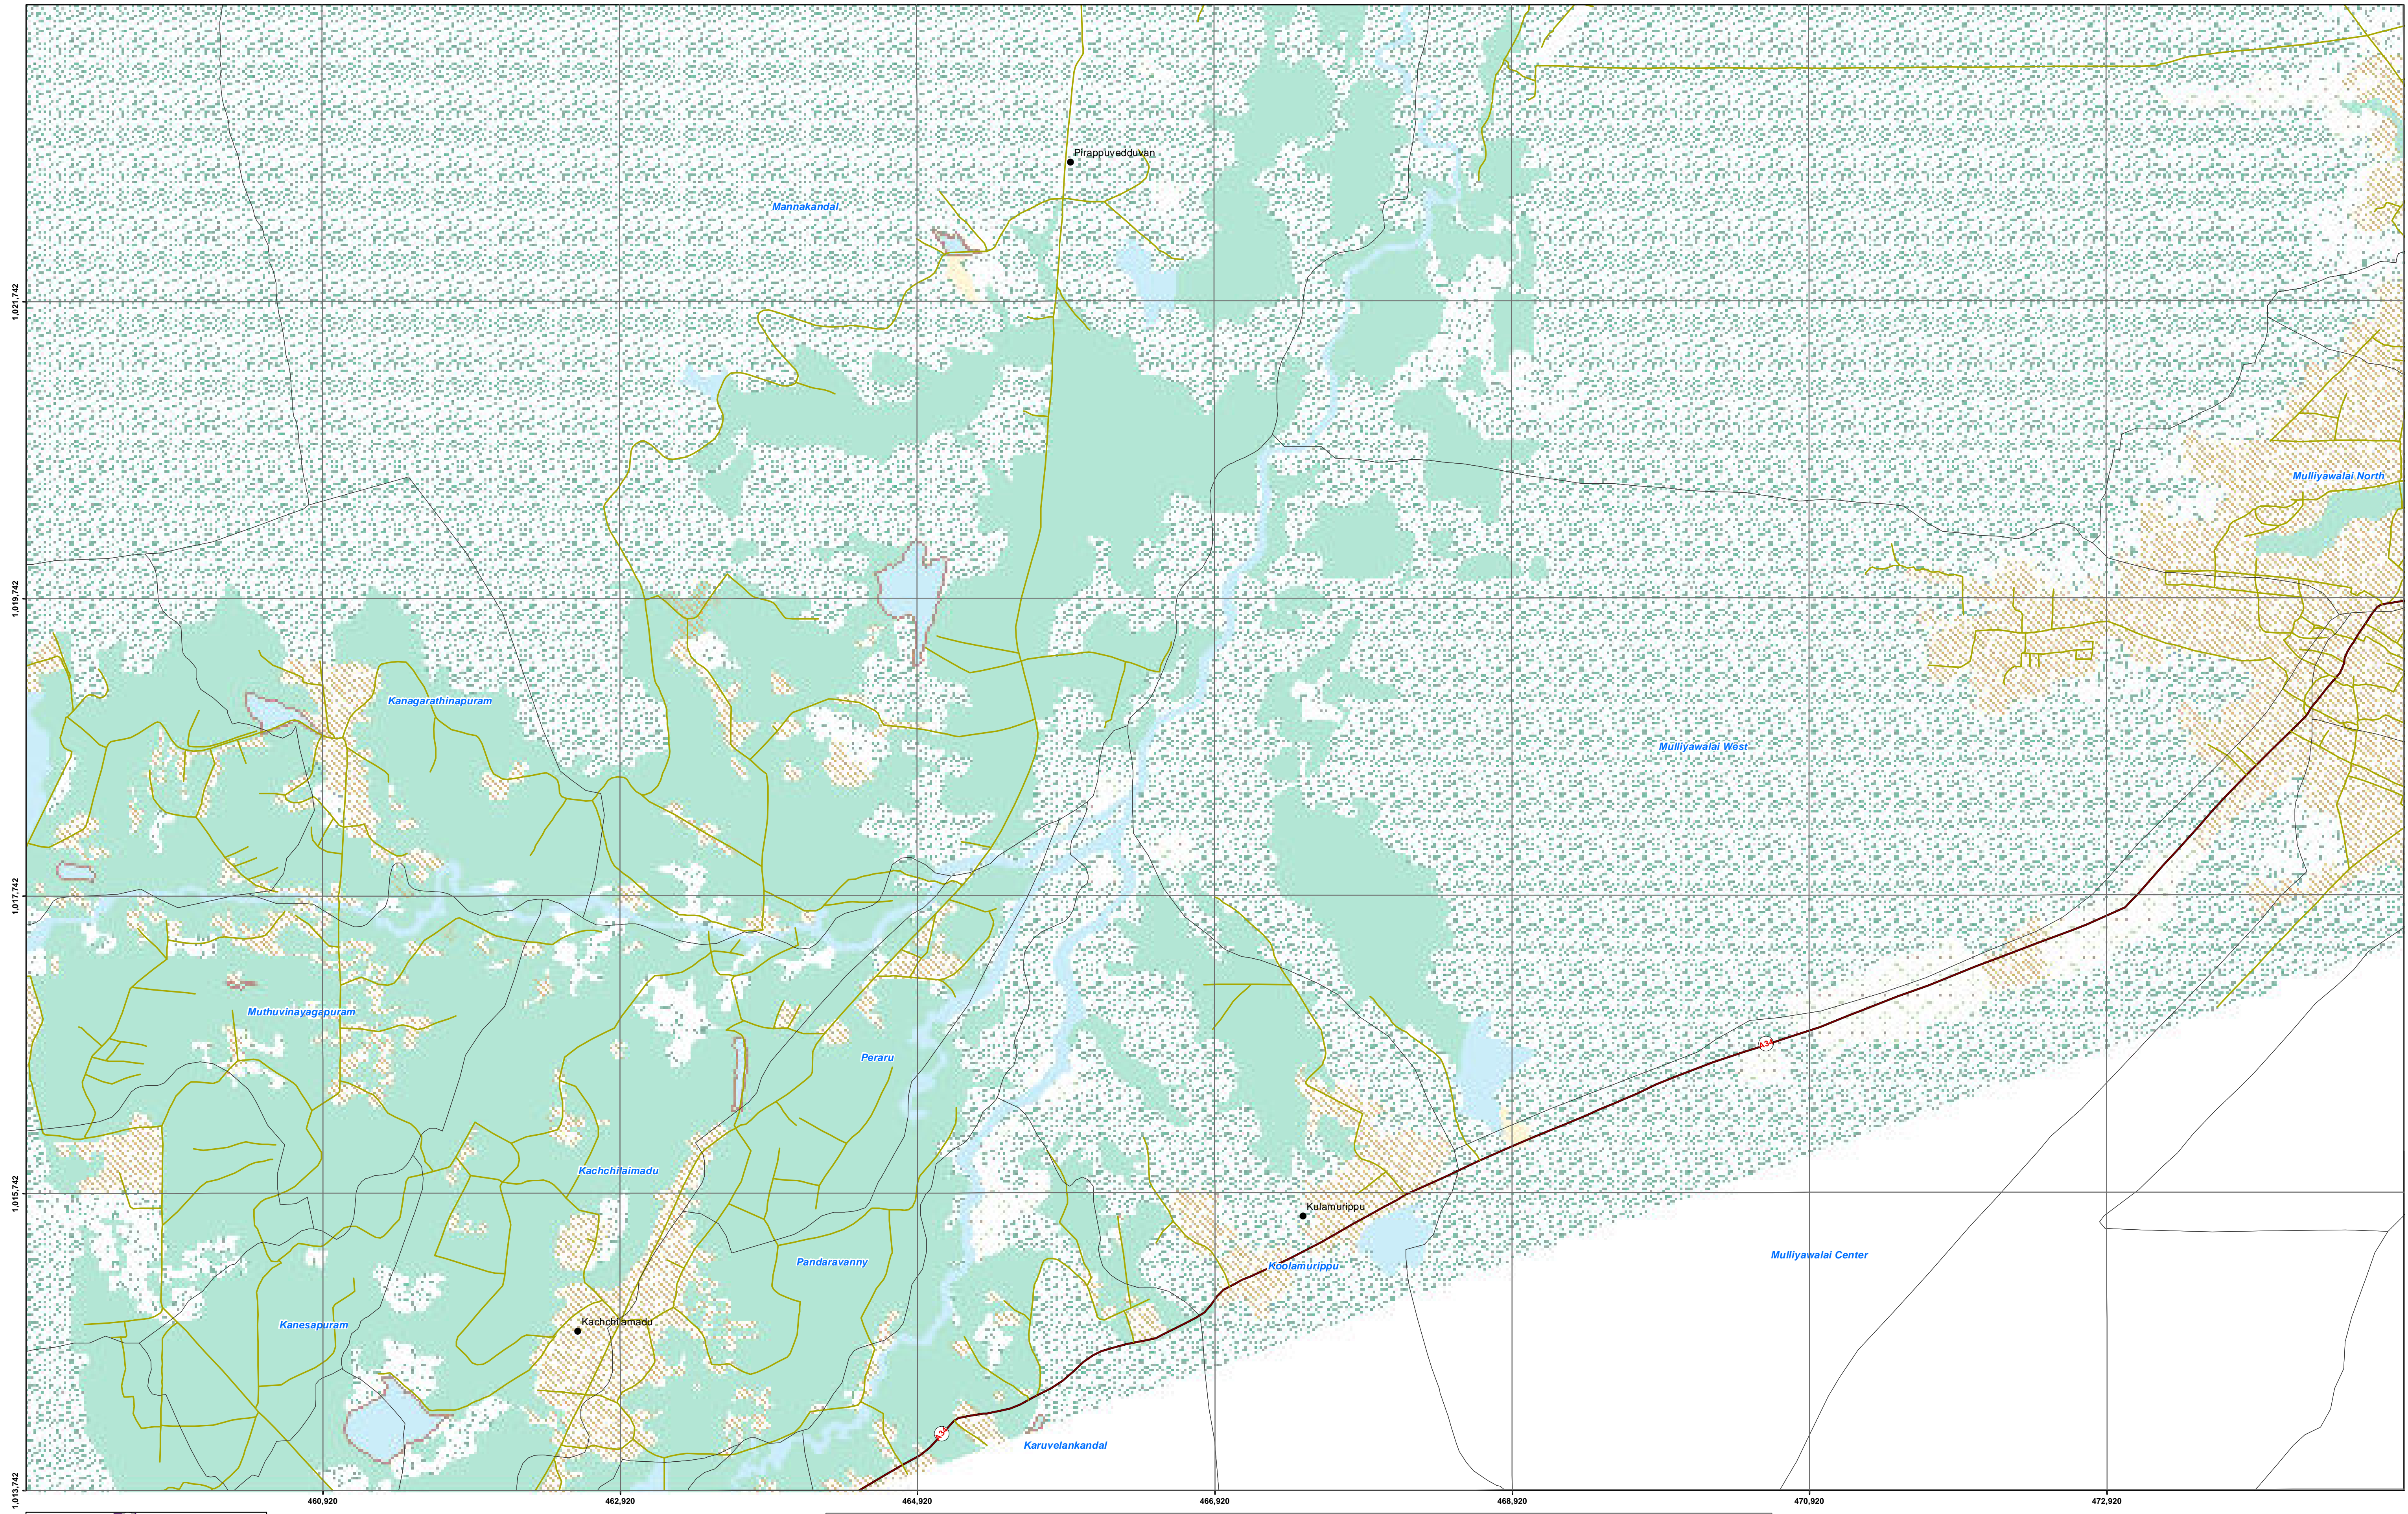 Pirappuvedduvan
Mannakandal
1,021,742
Mulliyawalai North
1,019,742
Kanagarathinapuram
Mulliyawalai West
1,017,742
Muthuvinayagapuram
A34
Peraru
Kachchilaimadu
1,015,742
Kulamurippu
Mulliyawalai Center
Pandaravanny
Koolamurippu
Kanesapuram
Kachchilamadu
A34
Karuvelankandal
1,013,742
460,920 462,920 464,920 466,920 468,920 470,920 472,920